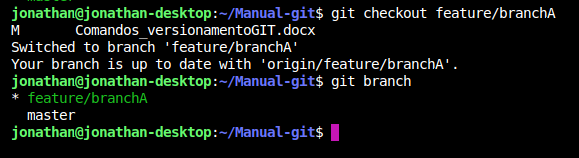 jonathan@jonathan-desktop:~/Manual-git$ git checkout feature/branchA
M       Comandos_versionamentoGIT.docx
Switched to branch 'feature/branchA'
Your branch is up to date with 'origin/feature/branchA'.
jonathan@jonathan-desktop:~/Manual-git$ git branch
* feature/branchA
  master
jonathan@jonathan-desktop:~/Manual-git$